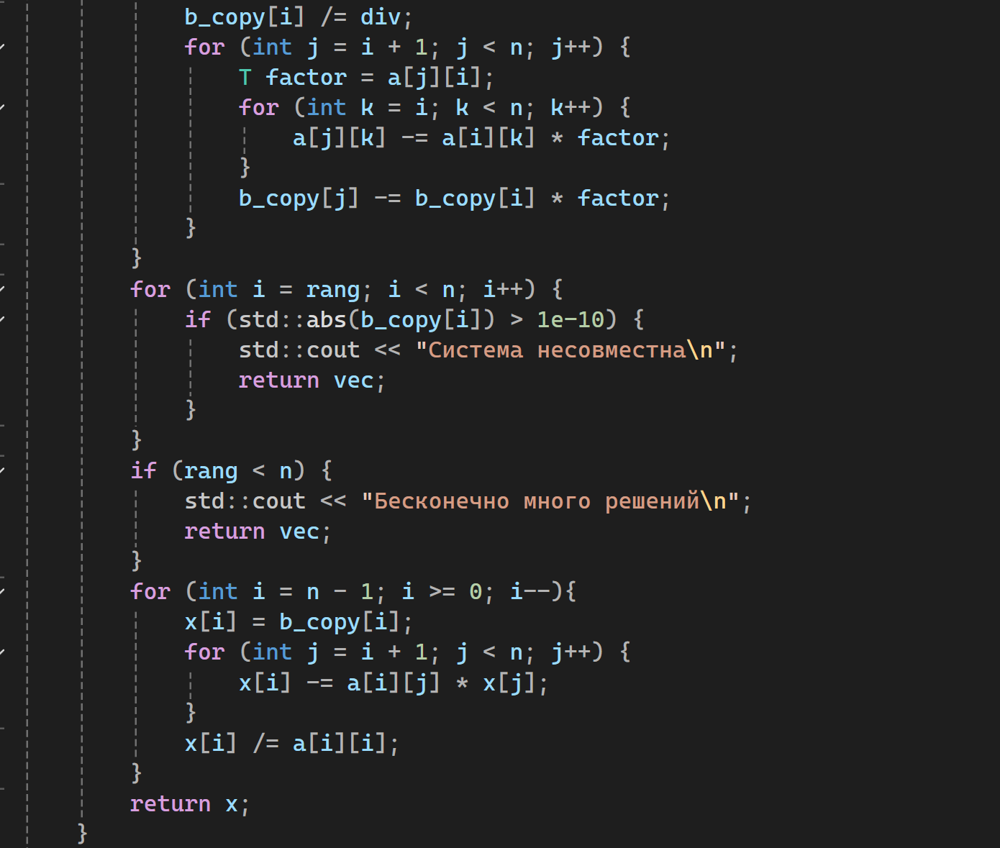 b_copy[i] /= div;
for (int j = i + 1; j < n; j++) {
T factor = a[j][i];
for (int k = i; k < n; k++) {
a[j][k] -= a[i][k] * factor;
}
b_copy[j] -= b_copy[i] * factor;
}
}
for (int i = rang; i < n; i++) {
if (std::abs(b_copy[i]) > 1e-10) {
std::cout << "Система несовместна\n";
return vec;
}
}
if (rang < n) {
std::cout << "Бесконечно много решений\n";
return vec;
}
for (int i = n - 1; i >= 0; i--){
x[i] = b_copy[i];
for (int j = i + 1; j < n; j++) {
x[i] -= a[i][j] * x[j];
}
x[i] /= a[i][i];
}
return x;
}